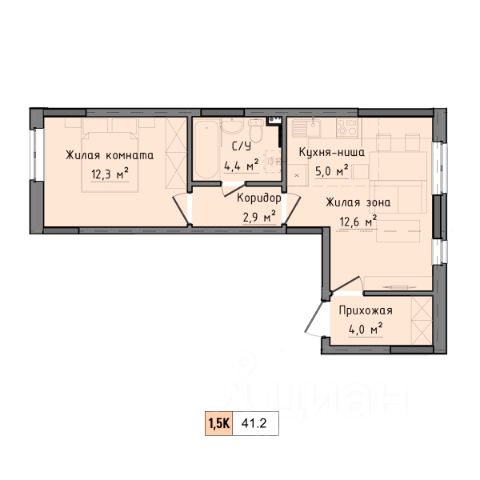 Жилая комната
12,3 м²
С/У
4,4 м²
Коридор
2,9 м²
Кухня-ниша
5,0 м²
Жилая зона
12,6 м²
Прихожая
4,0 м²
циан
1,5К 41.2